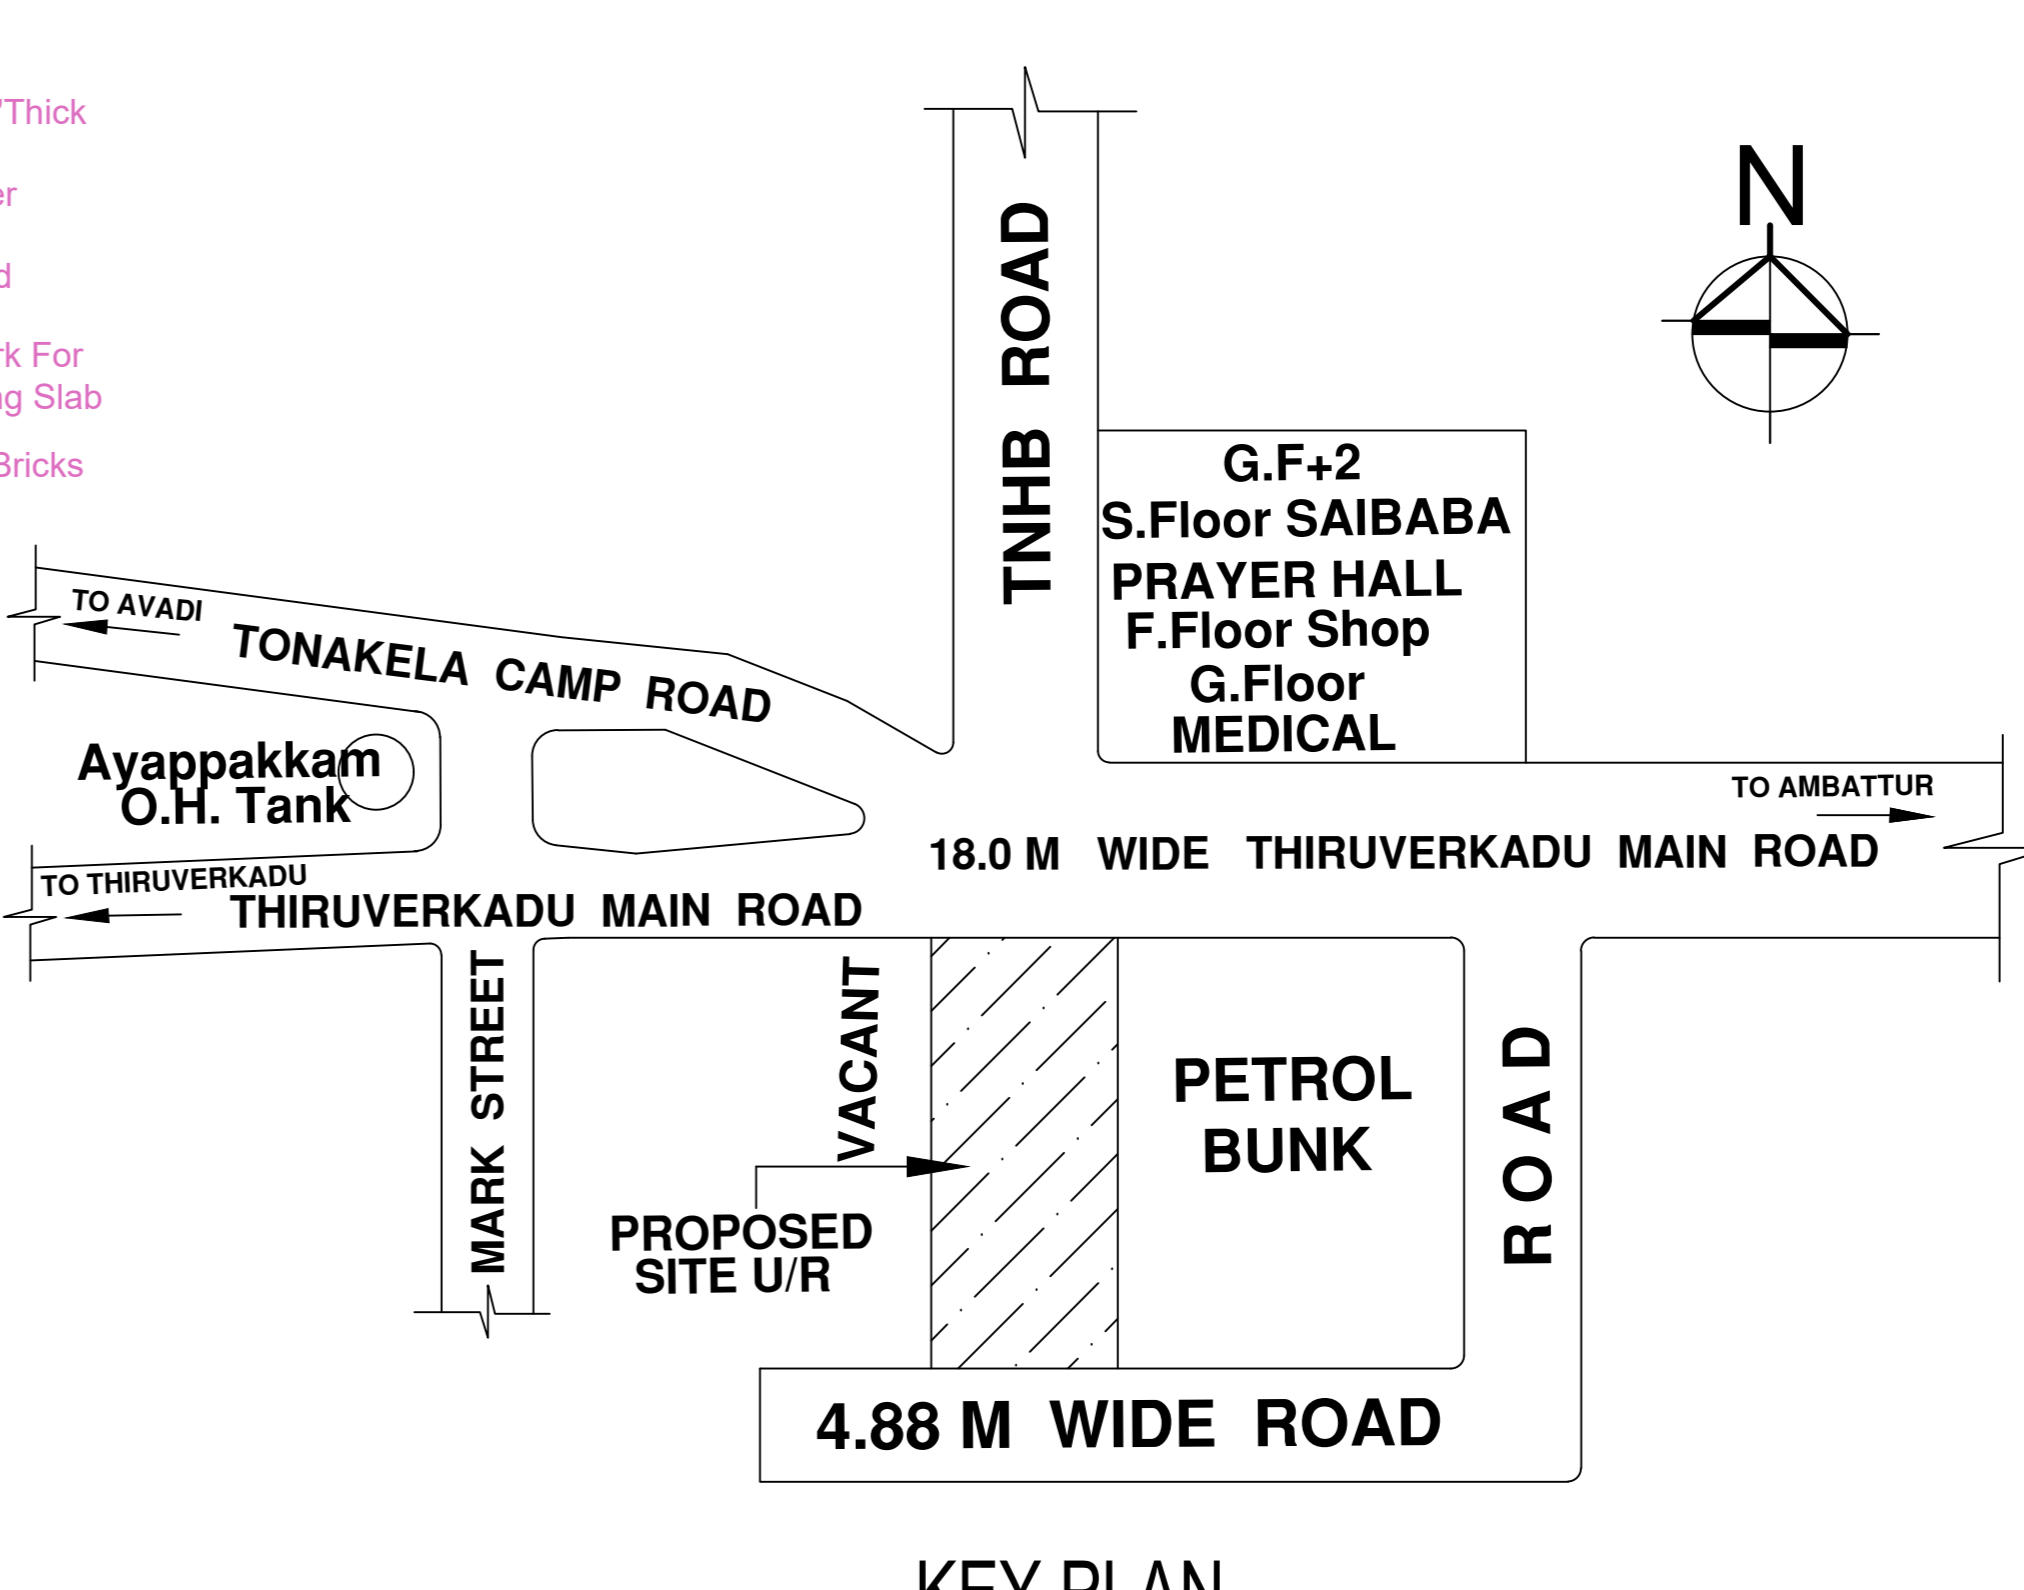 "Thick
er
d
rk For
ng Slab
Bricks
N
TNHB ROAD
G.F+2
S.Floor SAIBABA
PRAYER HALL
F.Floor Shop
G.Floor
MEDICAL
TO AVADI
TONAKELA CAMP ROAD
Ayappakkam
O.H. Tank
TO AMBATTUR
18.0 M WIDE THIRUVERKADU MAIN ROAD
TO THIRUVERKADU
THIRUVERKADU MAIN ROAD
MARK STREET
VACANT
PETROL
BUNK
ROAD
PROPOSED
SITE U/R
4.88 M WIDE ROAD
KEY PLAN